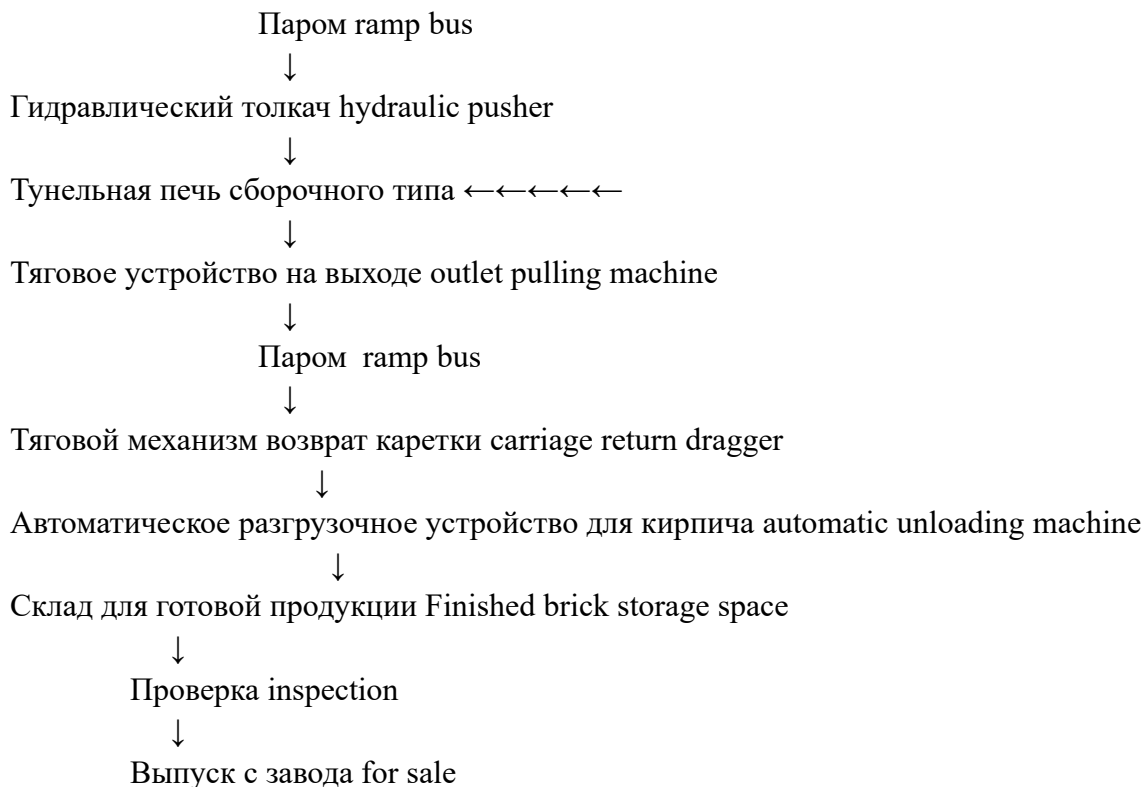 Паром ramp bus
↓
Гидравлический толкач hydraulic pusher
↓
Тунельная печь сборочного типа ←←←←←
↓
Тяговое устройство на выходе outlet pulling machine
↓
Паром  ramp bus
↓
Тяговой механизм возврат каретки carriage return dragger
↓
Автоматическое разгрузочное устройство для кирпича automatic unloading machine
↓
Склад для готовой продукции Finished brick storage space
↓
Проверка inspection
↓
Выпуск с завода for sale